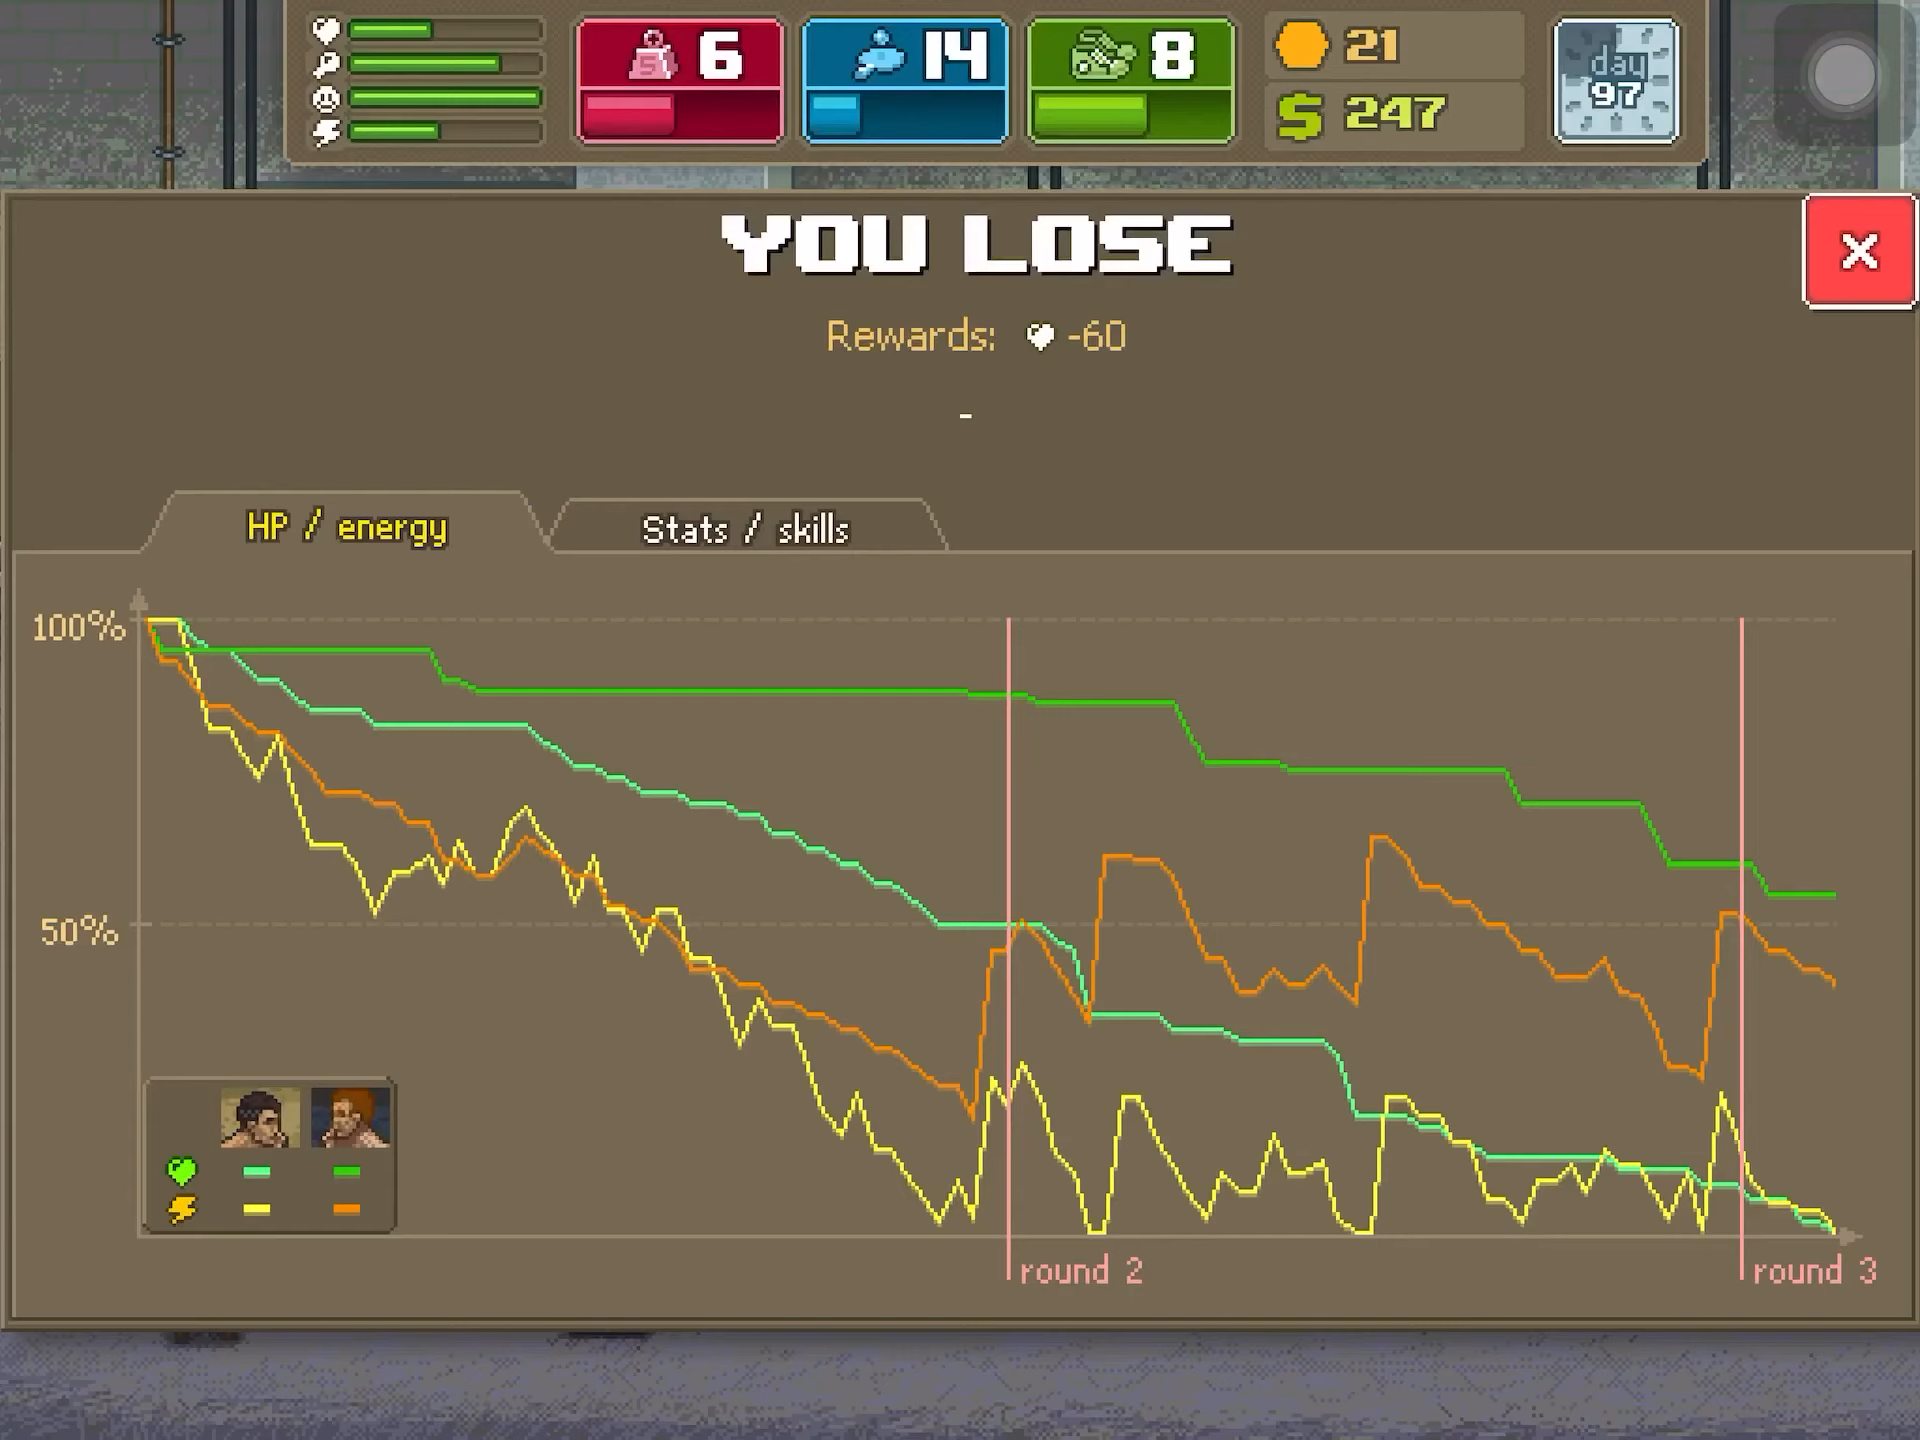 6
14
8
21
247
day
97
YOU LOSE
Rewards: -60
-
HP / energy
Stats / skills
100%
50%
round 2
round 3